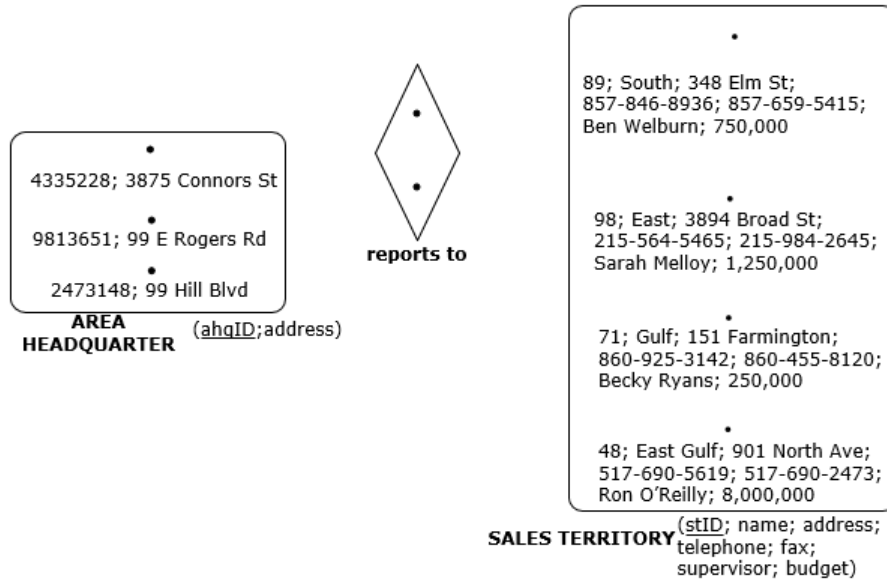 4335228; 3875 Connors St
9813651; 99 E Rogers Rd
2473148; 99 Hill Blvd
AREA
HEADQUARTER
(ahqID;address)
reports to
89; South; 348 Elm St;
857-846-8936; 857-659-5415;
Ben Welburn; 750,000
98; East; 3894 Broad St;
215-564-5465; 215-984-2645;
Sarah Melloy; 1,250,000
71; Gulf; 151 Farmington;
860-925-3142; 860-455-8120;
Becky Ryans; 250,000
48; East Gulf; 901 North Ave;
517-690-5619; 517-690-2473;
Ron O'Reilly; 8,000,000
SALES TERRITORY
(stID; name; address;
telephone; fax;
supervisor; budget)